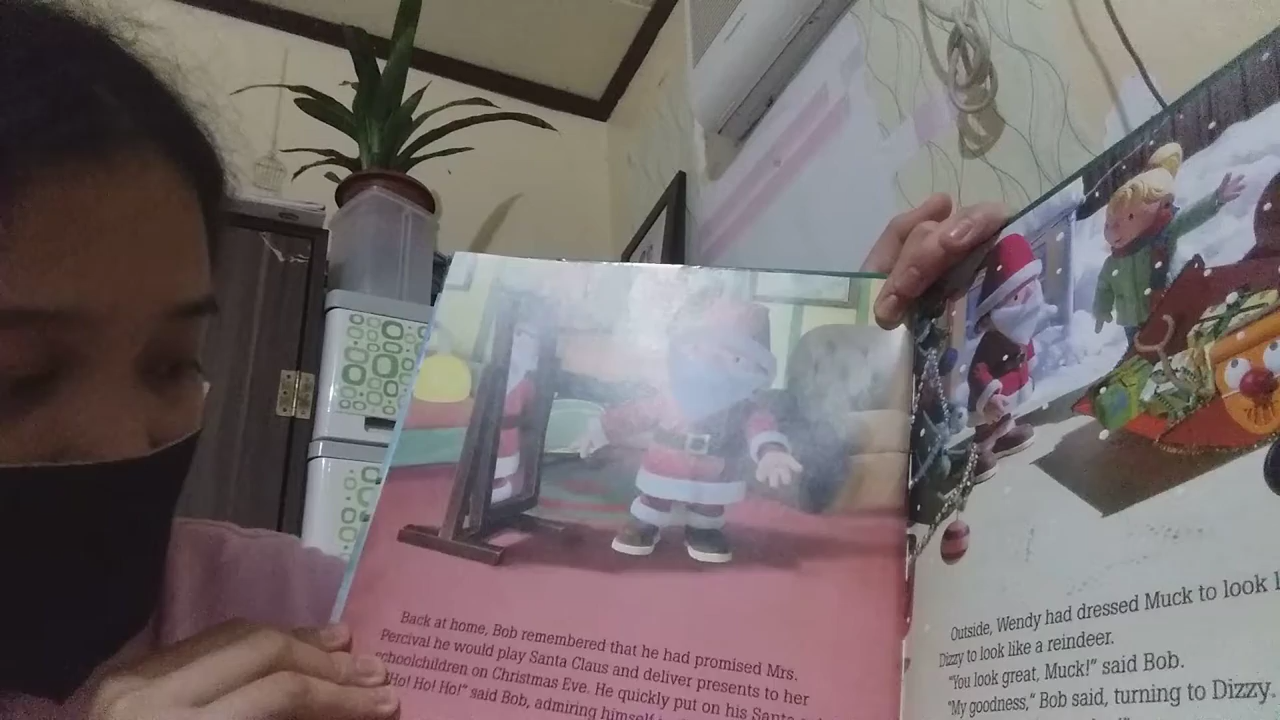 Back at home, Bob remembered that he had promised Mrs.
Percival he would play Santa Claus and deliver presents to her
schoolchildren on Christmas Eve. He quickly put on his Santa
"Ho! Ho! Ho!" said Bob, admiring himself
Outside, Wendy had dressed Muck to look
Dizzy to look like a reindeer.
"You look great, Muck!" said Bob.
"My goodness," Bob said, turning to Dizzy.